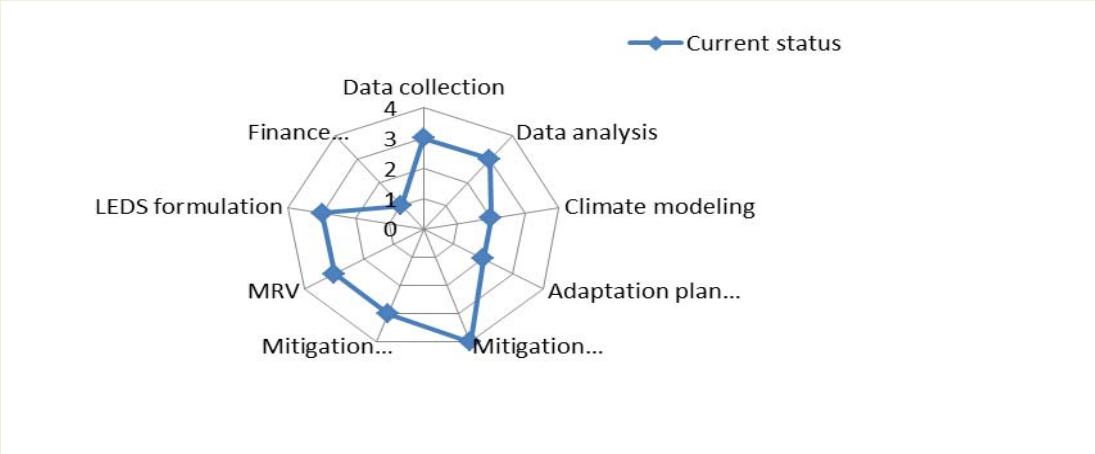 Current status
Data collection
4
3
2
1
0
Data analysis
Climate modeling
Adaptation plan...
Mitigation...
Mitigation...
MRV
LEDS formulation
Finance...